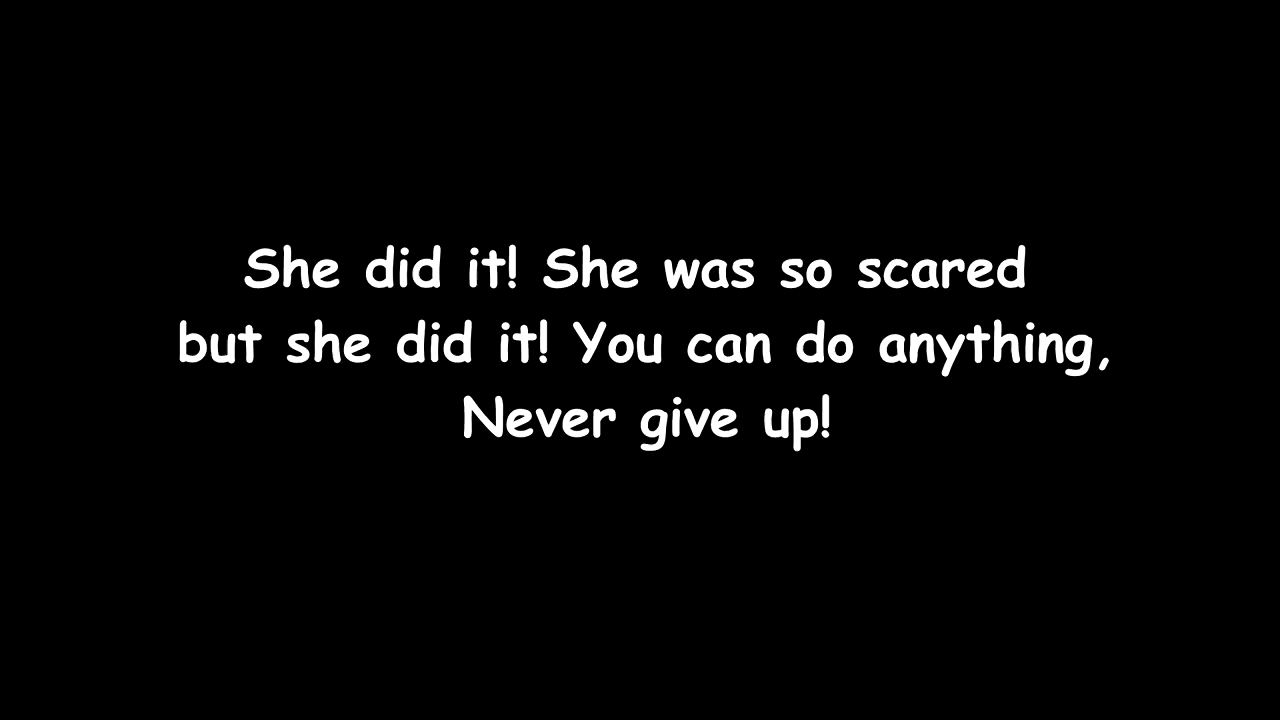 She did it! She was so scared
but she did it! You can do anything,
Never give up!